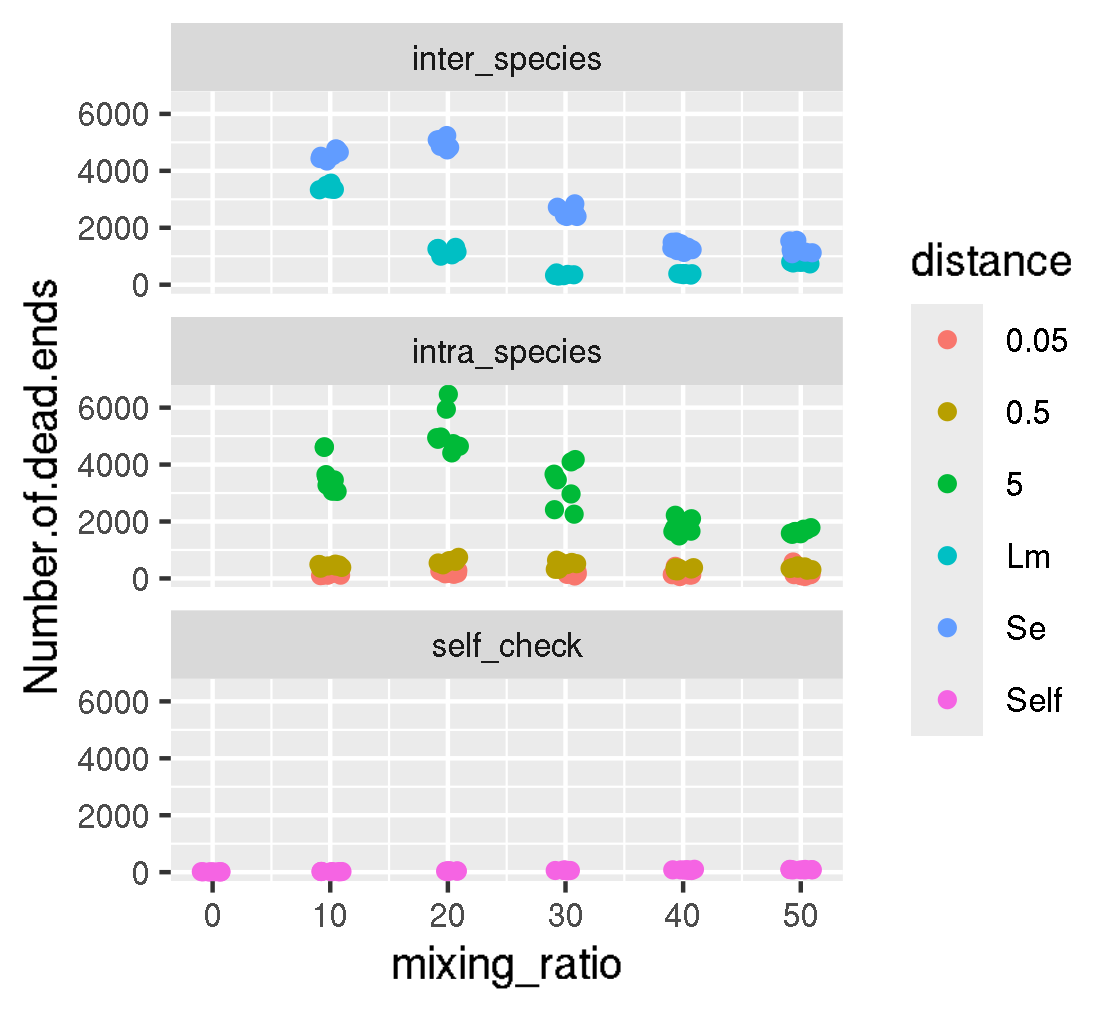 inter_species
6000
4000
2000
0
intra_species
6000
4000
2000
0
self_check
6000
4000
2000
0
0 10 20 30 40 50
mixing_ratio
Number.of.dead.ends
distance
0.05
0.5
5
Lm
Se
Self